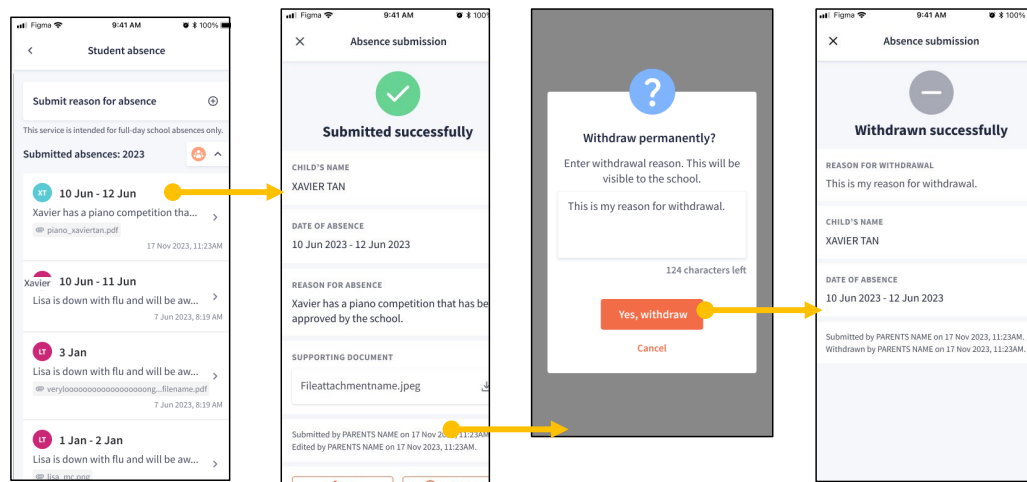 Figma
9:41 AM
100%
Student absence
Submit reason for absence
This service is intended for full-day school absences only.
Submitted absences: 2023
XT
10 Jun - 12 Jun
Xavier has a piano competition tha...
piano_xaviertan.pdf
17 Nov 2023, 11:23AM
Xavier
10 Jun - 11 Jun
Lisa is down with flu and will be aw...
7 Jun 2023, 8:19 AM
LT
3 Jan
Lisa is down with flu and will be aw...
7 Jun 2023, 8:19 AM
LT
1 Jan - 2 Jan
Lisa is down with flu and will be aw...
lisa_mc.png
Figma
9:41 AM
100%
Absence submission
Submitted successfully
CHILD'S NAME
XAVIER TAN
DATE OF ABSENCE
10 Jun 2023 - 12 Jun 2023
REASON FOR ABSENCE
Xavier has a piano competition that has be
approved by the school.
SUPPORTING DOCUMENT
Fileattachmentname.jpeg
Submitted by PARENTS NAME on 17 Nov 11:23AM
Edited by PARENTS NAME on 17 Nov 2023, 11:23AM.
?
Withdraw permanently?
Enter withdrawal reason. This will be
visible to the school.
This is my reason for withdrawal.
124 characters left
Yes, withdraw
Cancel
Figma
9:41 AM
100%
Absence submission
Withdrawn successfully
REASON FOR WITHDRAWAL
This is my reason for withdrawal.
CHILD'S NAME
XAVIER TAN
DATE OF ABSENCE
10 Jun 2023 - 12 Jun 2023
Submitted by PARENTS NAME on 17 Nov 2023, 11:23AM.
Withdrawn by PARENTS NAME on 17 Nov 2023, 11:23AM.